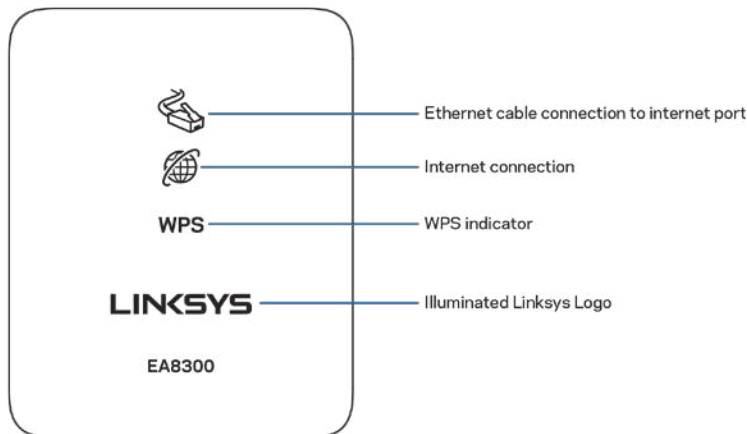 Ethernet cable connection to internet port
Internet connection
WPS
WPS indicator
LINKSYS
Illuminated Linksys Logo
EA8300